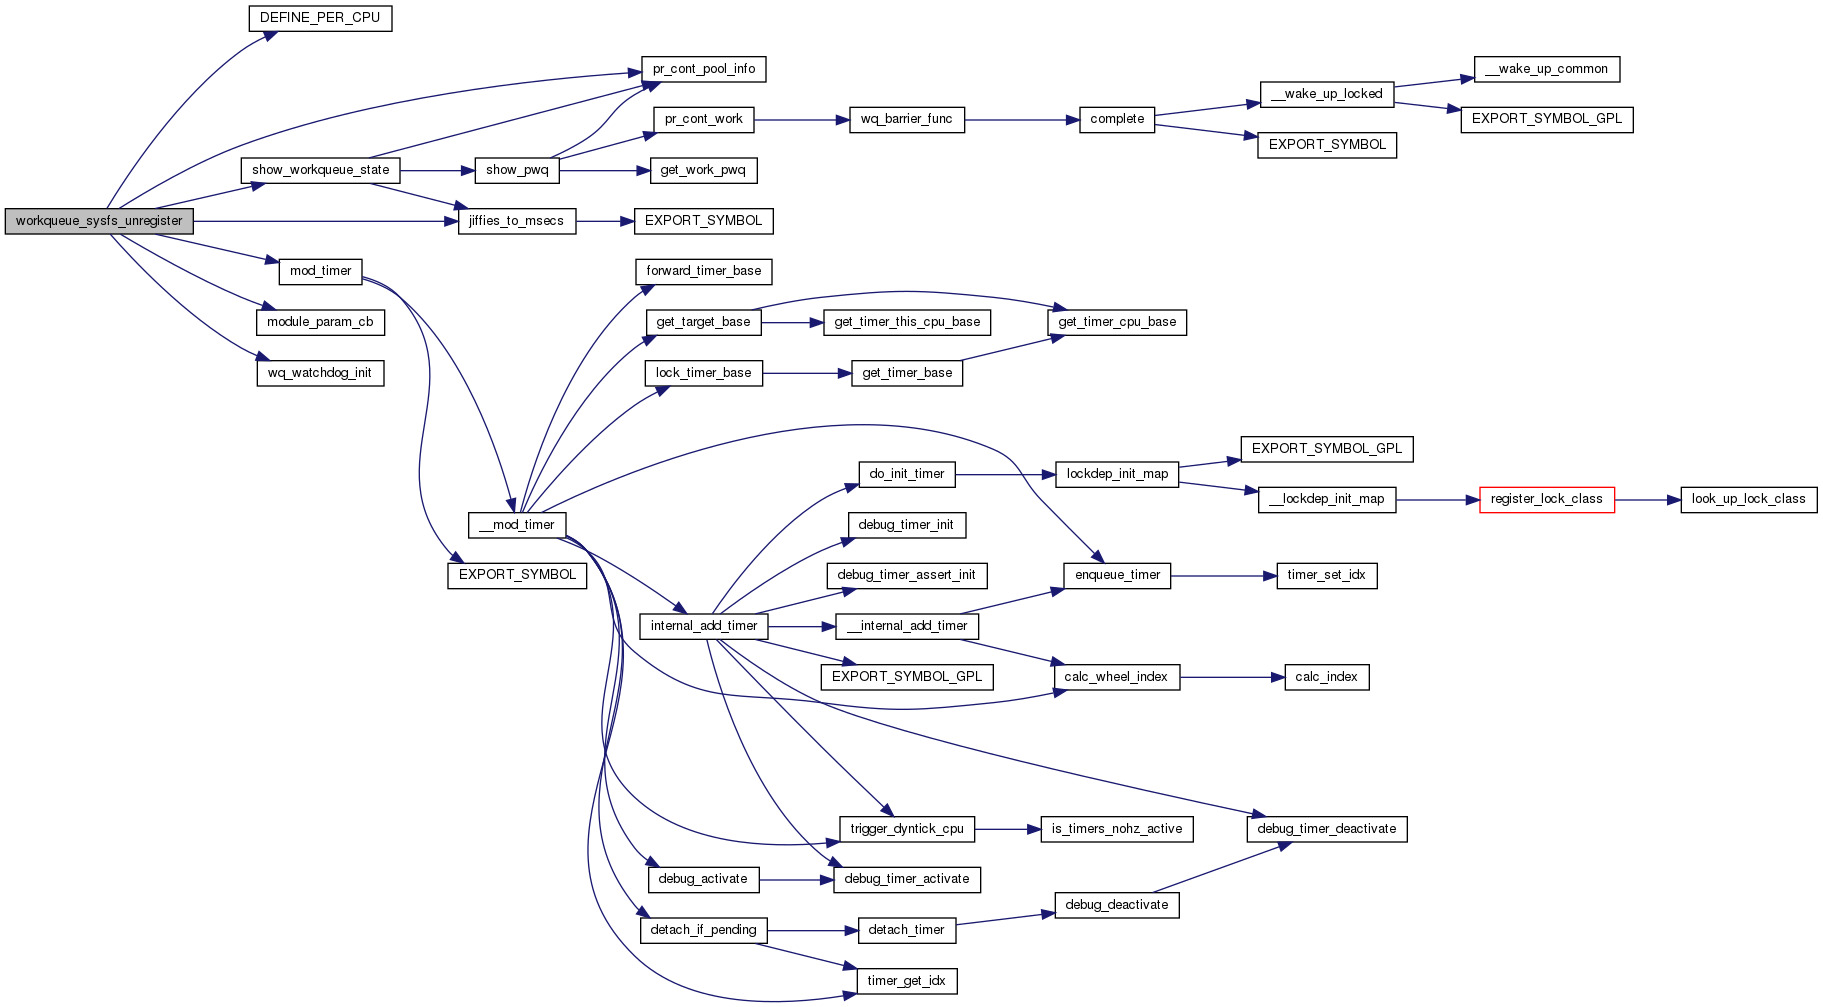 DEFINE_PER_CPU
pr_cont_pool_info
__wake_up_common
__wake_up_locked
pr_cont_work
wq_barrier_func
complete
EXPORT_SYMBOL_GPL
EXPORT_SYMBOL
show_workqueue_state
show_pwq
get_work_pwq
workqueue_sysfs_unregister
jiffies_to_msecs
EXPORT_SYMBOL
mod_timer
forward_timer_base
module_param_cb
get_target_base
get_timer_this_cpu_base
get_timer_cpu_base
wq_watchdog_init
lock_timer_base
get_timer_base
EXPORT_SYMBOL_GPL
do_init_timer
lockdep_init_map
__lockdep_init_map
register_lock_class
look_up_lock_class
__mod_timer
debug_timer_init
EXPORT_SYMBOL
debug_timer_assert_init
enqueue_timer
timer_set_idx
internal_add_timer
__internal_add_timer
EXPORT_SYMBOL_GPL
calc_wheel_index
calc_index
trigger_dyntick_cpu
is_timers_nohz_active
debug_timer_deactivate
debug_activate
debug_timer_activate
debug_deactivate
detach_if_pending
detach_timer
timer_get_idx